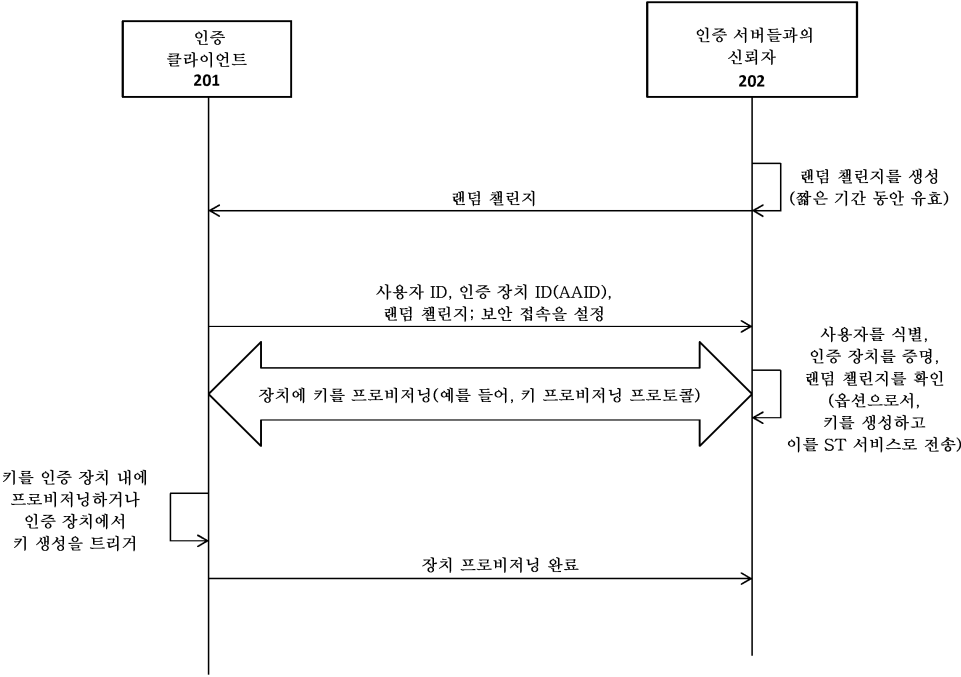 인증
클라이언트
201
인증 서버들과의
신뢰자
202
랜덤 챌린지를 생성
(짧은 기간 동안 유효)
랜덤 챌린지
사용자 ID, 인증 장치 ID(AAID),
랜덤 챌린지; 보안 접속을 설정
사용자를 식별,
인증 장치를 증명,
랜덤 챌린지를 확인
(옵션으로서,
키를 생성하고
이를 ST 서비스로 전송)
장치에 키를 프로비저닝(예를 들어, 키 프로비저닝 프로토콜)
키를 인증 장치 내에
프로비저닝하거나
인증 장치에서
키 생성을 트리거
장치 프로비저닝 완료